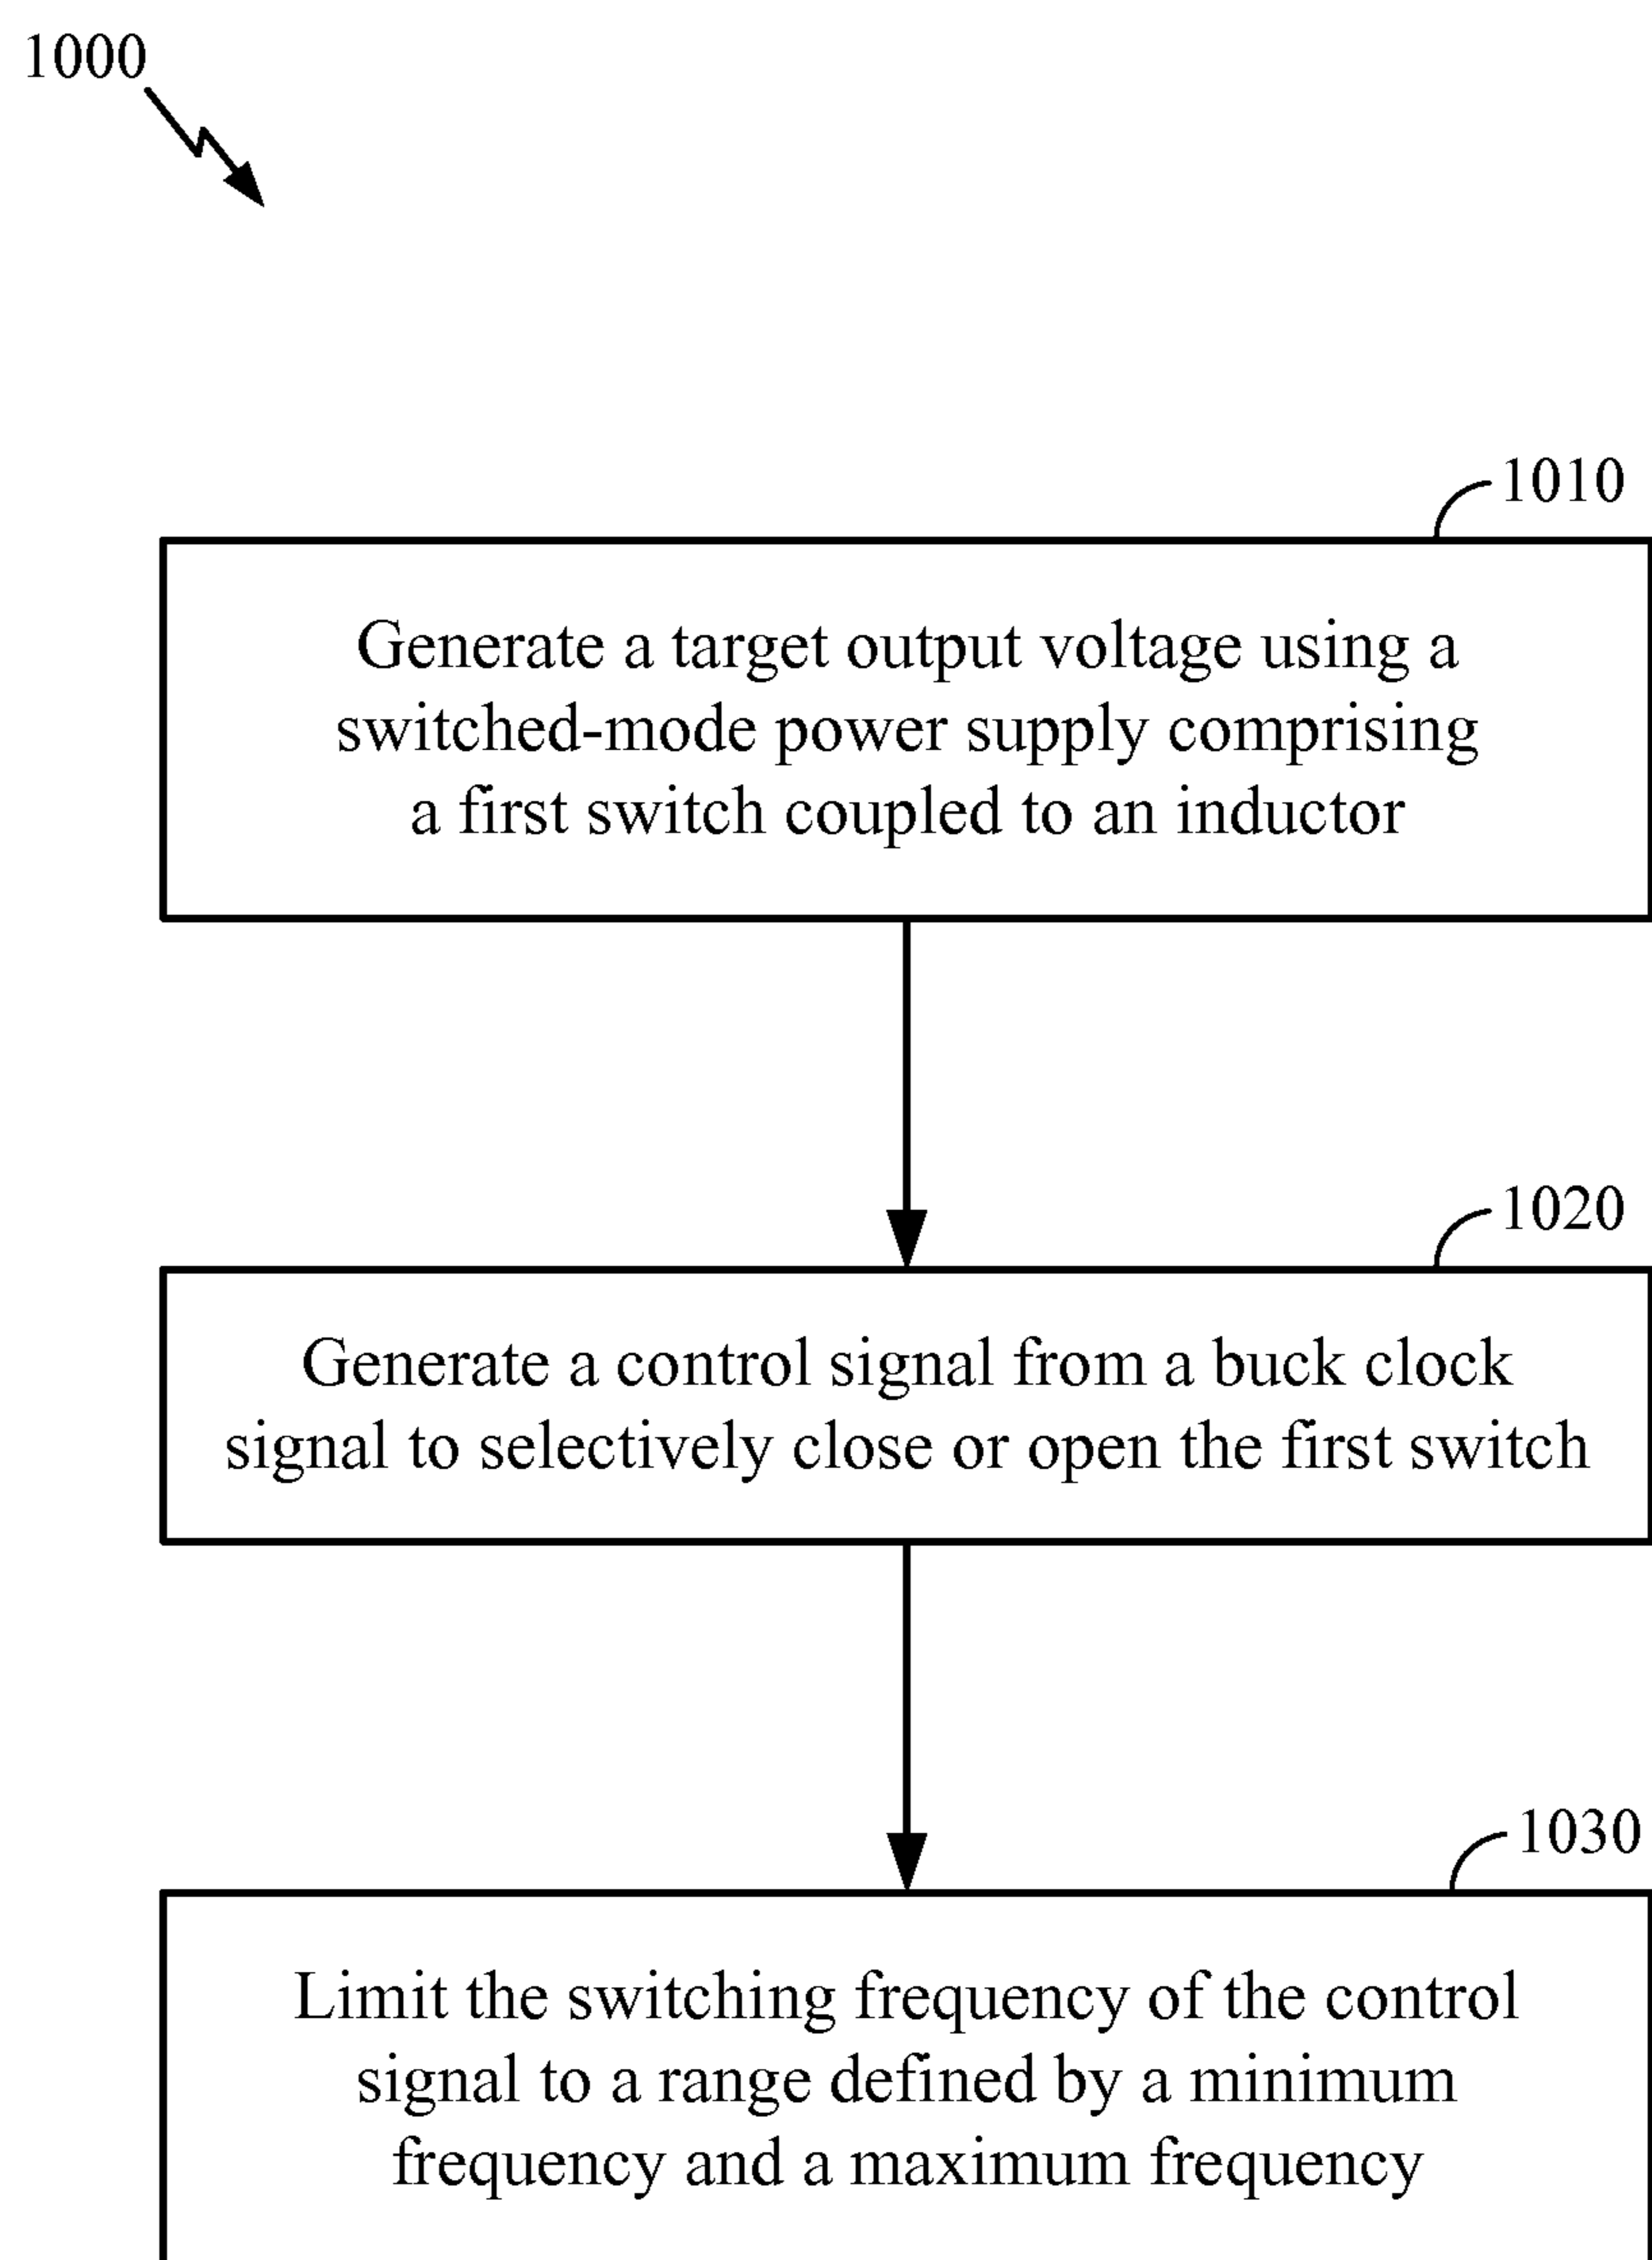 1000
1010
Generate a target output voltage using a
switched-mode power supply comprising
a first switch coupled to an inductor
1020
Generate a control signal from a buck clock
signal to selectively close or open the first switch
1030
Limit the switching frequency of the control
signal to a range defined by a minimum
frequency and a maximum frequency